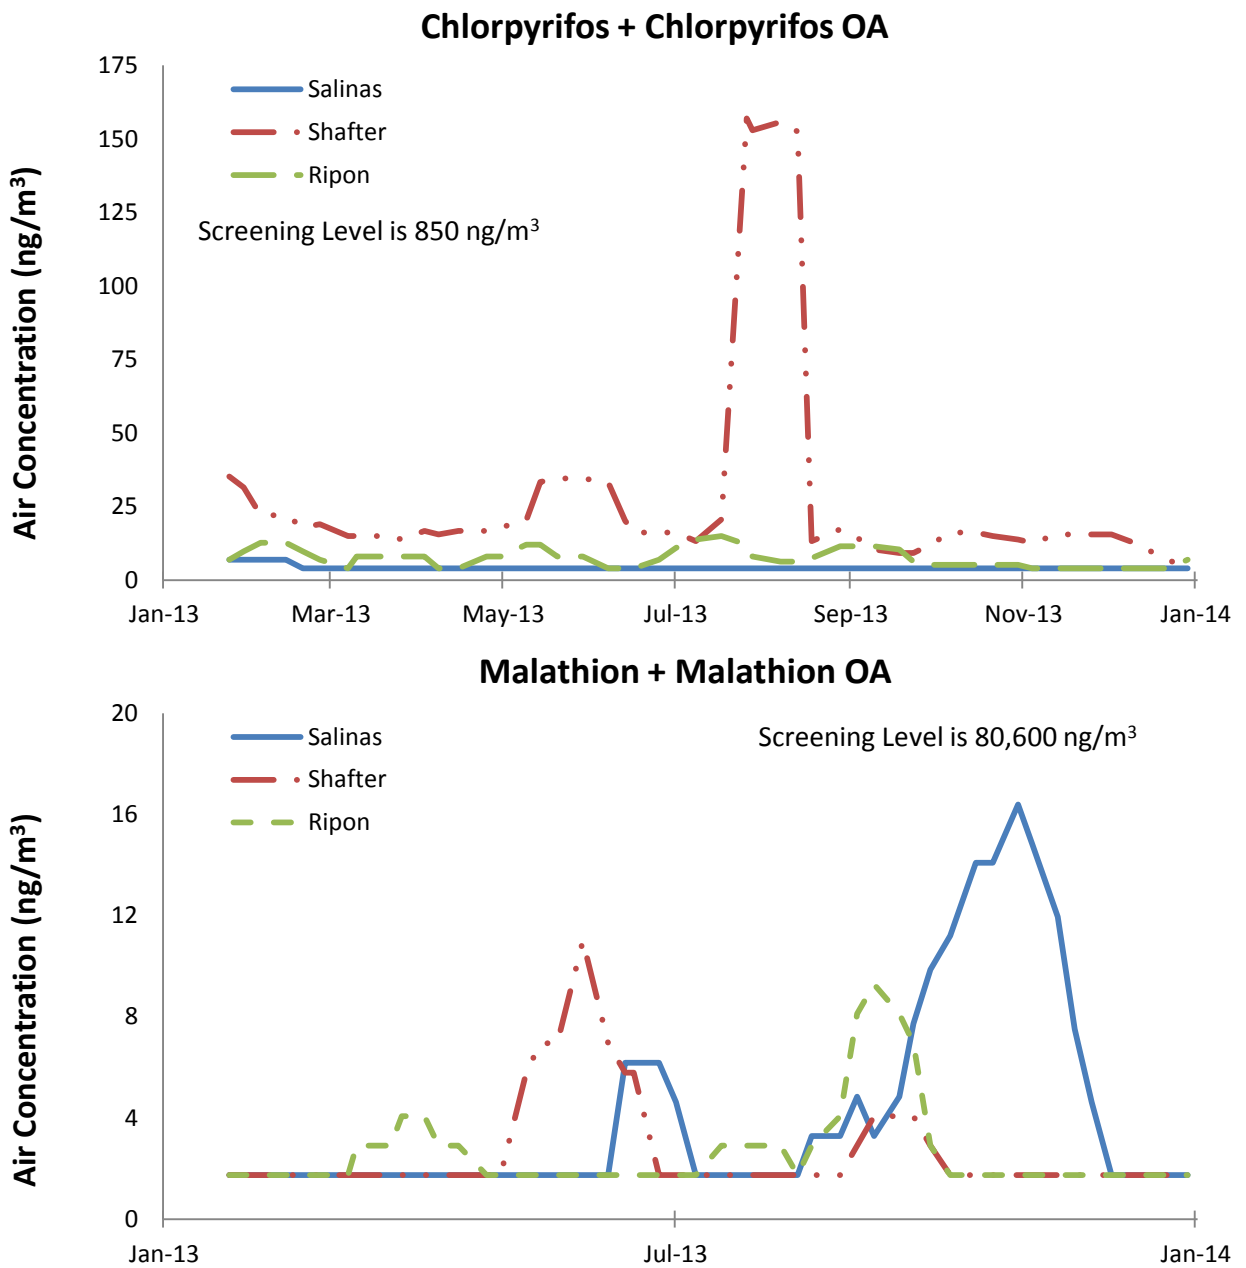 Chlorpyrifos + Chlorpyrifos OA
Air Concentration (ng/m³)
175
150
125
100
75
50
25
0
Salinas
Shafter
Ripon
Screening Level is 850 ng/m³
Jan-13 Mar-13 May-13 Jul-13 Sep-13 Nov-13 Jan-14
Malathion + Malathion OA
Air Concentration (ng/m³)
20
16
12
8
4
0
Salinas
Shafter
Ripon
Screening Level is 80,600 ng/m³
Jan-13 Jul-13 Jan-14